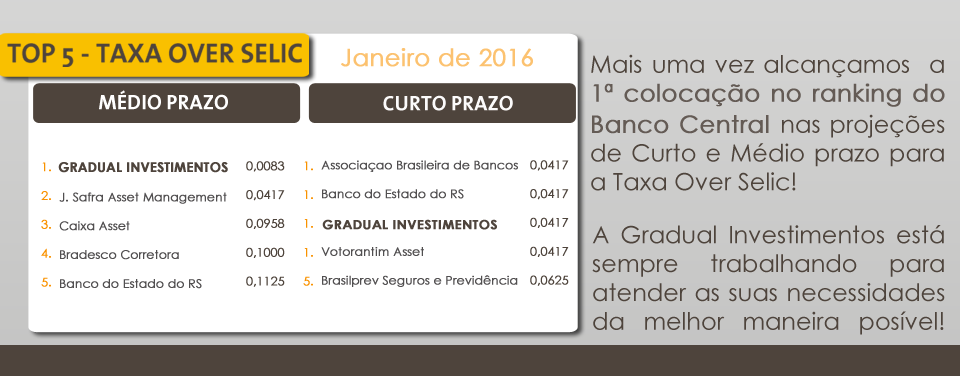 TOP 5 - TAXA OVER SELIC
Janeiro de 2016
MÉDIO PRAZO
1. GRADUAL INVESTIMENTOS 0,0083
2. J. Safra Asset Management 0,0417
3. Caixa Asset 0,0958
4. Bradesco Corretora 0,1000
5. Banco do Estado do RS 0,1125
CURTO PRAZO
1. Associaçao Brasileira de Bancos 0,0417
1. Banco do Estado do RS 0,0417
1. GRADUAL INVESTIMENTOS 0,0417
1. Votorantim Asset 0,0417
5. Brasilprev Seguros e Previdência 0,0625
Mais uma vez alcançamos a
1ª colocação no ranking do
Banco Central nas projeções
de Curto e Médio prazo para
a Taxa Over Selic!
A Gradual Investimentos está
sempre trabalhando para
atender as suas necessidades
da melhor maneira posível!